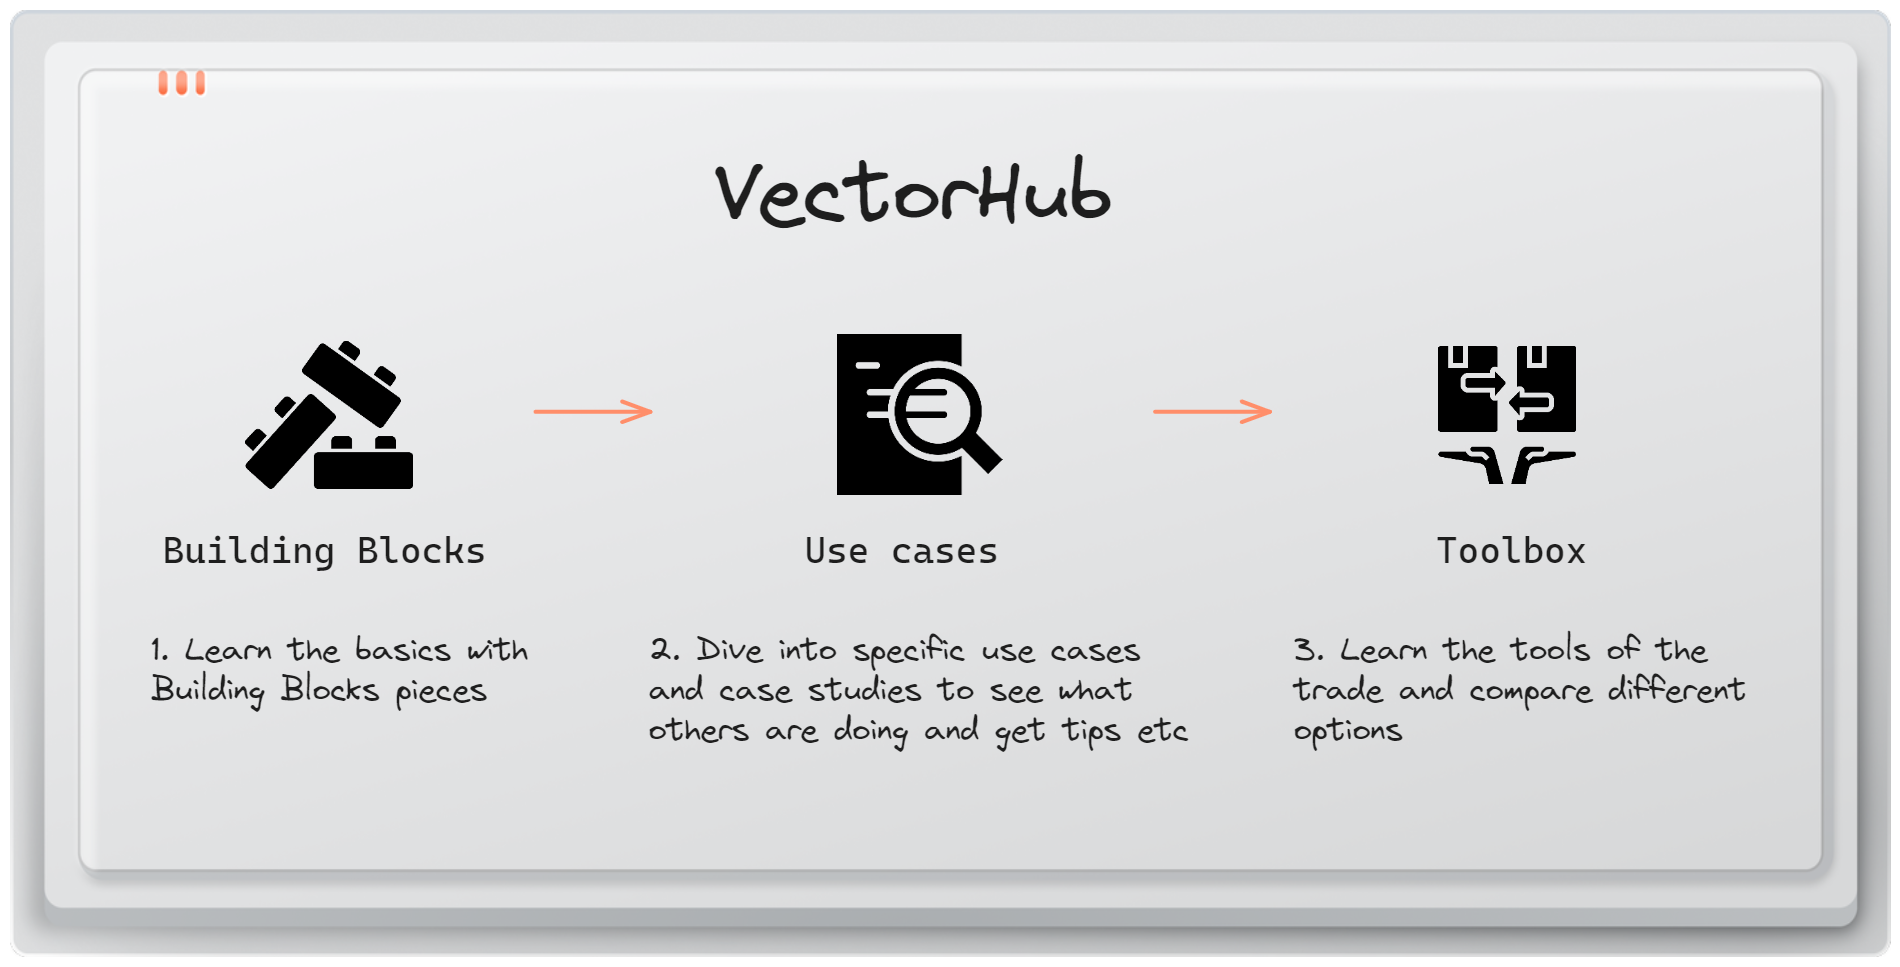 VectorHub
Building Blocks
Use cases
Toolbox
1. Learn the basics with
Building Blocks pieces
2. Dive into specific use cases
and case studies to see what
others are doing and get tips etc
3. Learn the tools of the
trade and compare different
options